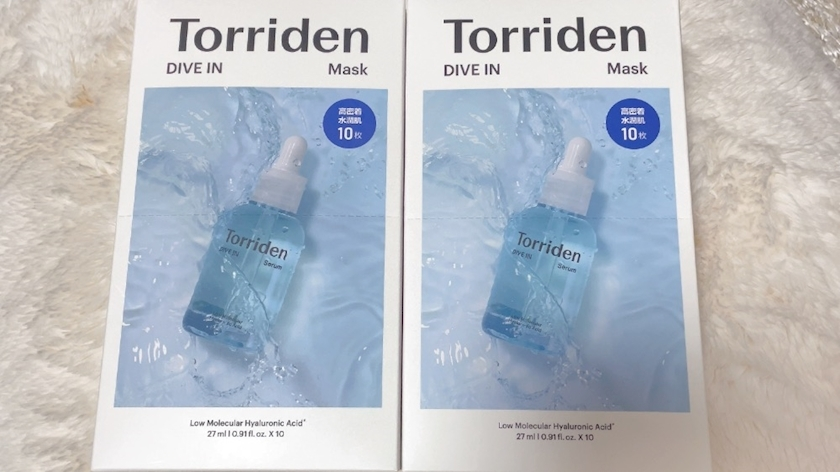 Torriden
DIVE IN Mask
高密着
水潤肌
10枚
Torriden
DIVE IN
Serum
Low Molecular Hyaluronic Acid*
27 ml | 0.91 fl. oz. X 10
Torriden
DIVE IN Mask
高密着
水潤肌
10枚
Torriden
DIVE IN
Serum
Low Molecular Hyaluronic Acid*
27 ml | 0.91 fl. oz. X 10